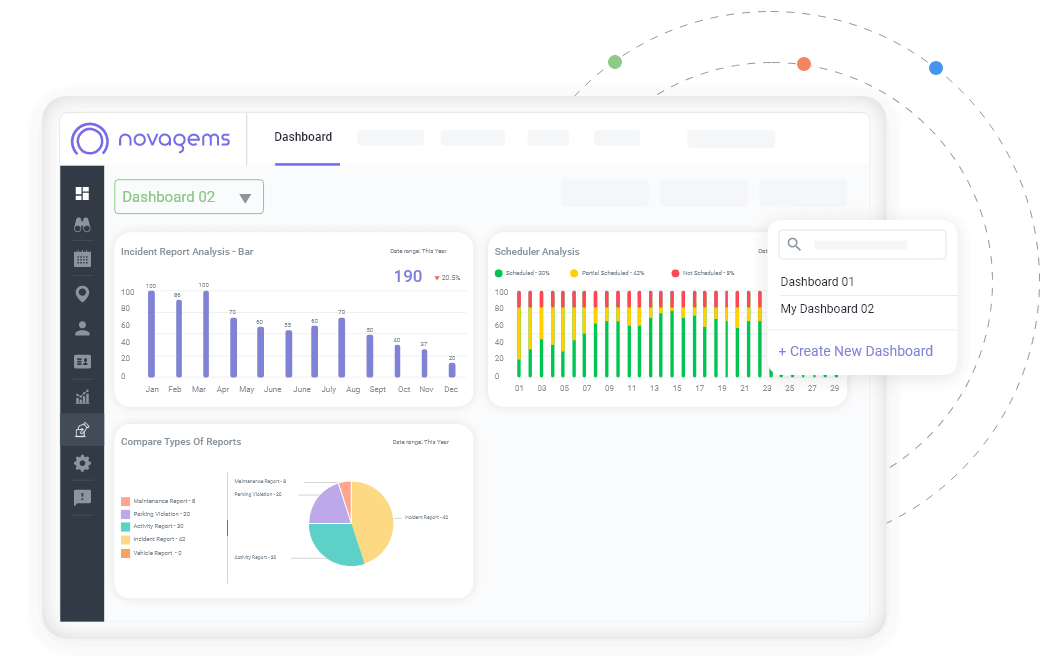 novagems
Dashboard
Dashboard 02
Incident Report Analysis - Bar
Date range: This Year
190
20.5%
100
80
60
40
20
0
100
95
100
70
60
55
60
70
50
40
37
20
Jan Feb Mar Apr May June June July Aug Sept Oct Nov Dec
Scheduler Analysis
Scheduled - 30%
Partial Scheduled - 42%
Not Scheduled - 8%
100
80
60
40
20
0
01 03 05 07 09 11 13 15 17 19 21 23 25 27 29
Dashboard 01
My Dashboard 02
+ Create New Dashboard
Compare Types Of Reports
Date range: This Year
Maintenance Report - 8
Parking Violation - 20
Activity Report - 30
Incident Report - 42
Vehicle Report - 0
Maintenance Report - 8
Parking Violation - 20
Incident Report - 42
Activity Report - 30